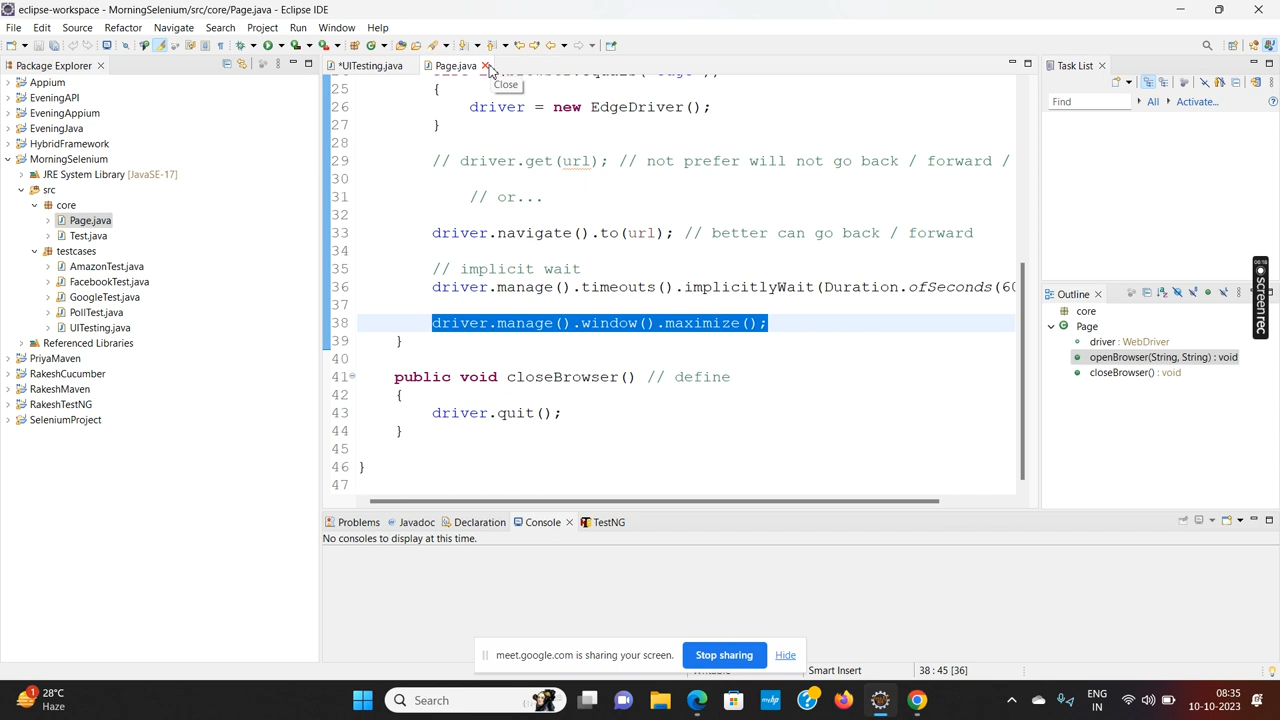 eclipse-workspace - MorningSelenium/src/core/Page.java - Eclipse IDE
File Edit Source Refactor Navigate Search Project Run Window Help
Package Explorer
*UITesting.java
Page.java
Close
Task List
Appium
EveningAPI
EveningAppium
EveningJava
HybridFramework
MorningSelenium
JRE System Library [JavaSE-17]
src
core
Page.java
Test.java
testcases
AmazonTest.java
FacebookTest.java
GoogleTest.java
PollTest.java
UITesting.java
Referenced Libraries
PriyaMaven
RakeshCucumber
RakeshMaven
RakeshTestNG
SeleniumProject
25 {
26 driver = new EdgeDriver();
27 }
28
29 // driver.get(url); // not prefer will not go back / forward /
30
31 // or...
32
33 driver.navigate().to(url); // better can go back / forward
34
35 // implicit wait
36 driver.manage().timeouts().implicitlyWait(Duration.ofSeconds(60
37
38 driver.manage().window().maximize();
39 }
40
41 public void closeBrowser() // define
42 {
43 driver.quit();
44 }
45
46 }
47
Find
All
Activate...
Outline
core
Page
driver : WebDriver
openBrowser(String, String) : void
closeBrowser() : void
screenrec
Problems Javadoc Declaration Console TestNG
No consoles to display at this time.
meet.google.com is sharing your screen. Stop sharing Hide
Smart Insert
38 : 45 [36]
28°C
Haze
Search
ENG
IN
08:35
10-10-2023